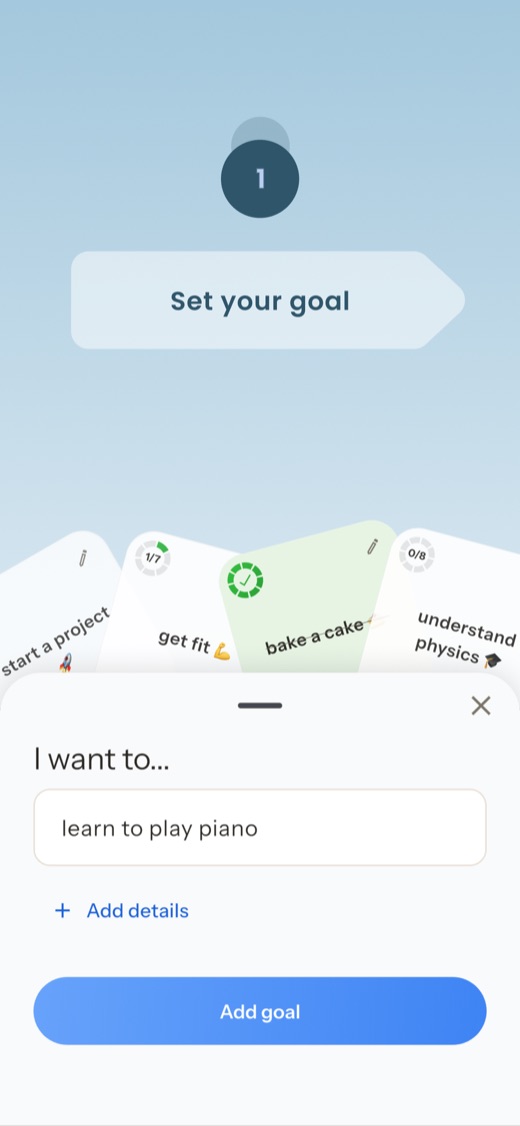 1
Set your goal
1/7
0/8
start a project
🚀
get fit 💪
bake a cake
understand
physics 🎓
I want to...
learn to play piano
+ Add details
Add goal